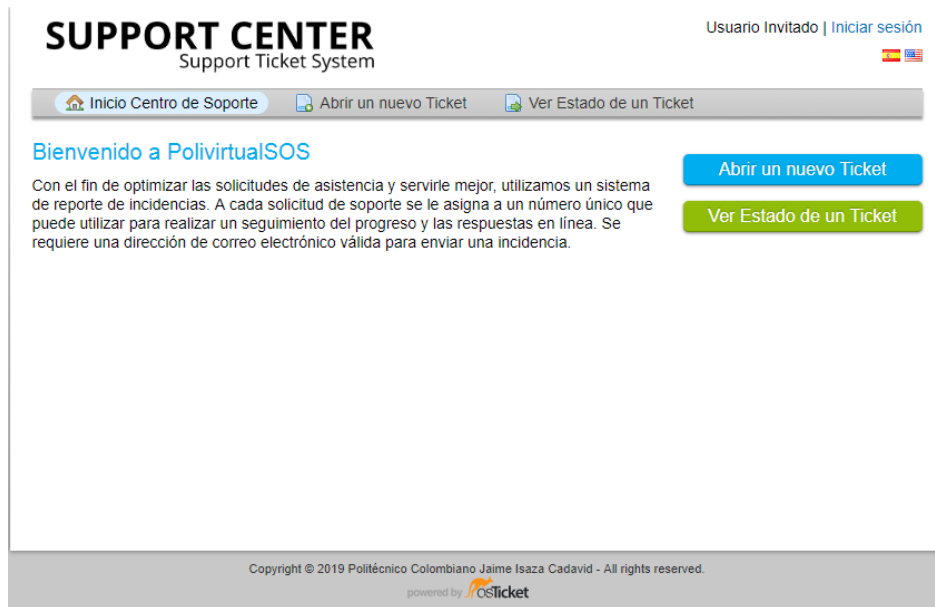 SUPPORT CENTER
Support Ticket System
Usuario Invitado | Iniciar sesión
Inicio Centro de Soporte
Abrir un nuevo Ticket
Ver Estado de un Ticket
Bienvenido a PolivirtualSOS
Con el fin de optimizar las solicitudes de asistencia y servirle mejor, utilizamos un sistema
de reporte de incidencias. A cada solicitud de soporte se le asigna a un número único que
puede utilizar para realizar un seguimiento del progreso y las respuestas en línea. Se
requiere una dirección de correo electrónico válida para enviar una incidencia.
Abrir un nuevo Ticket
Ver Estado de un Ticket
Copyright © 2019 Politécnico Colombiano Jaime Isaza Cadavid - All rights reserved.
powered by osTicket